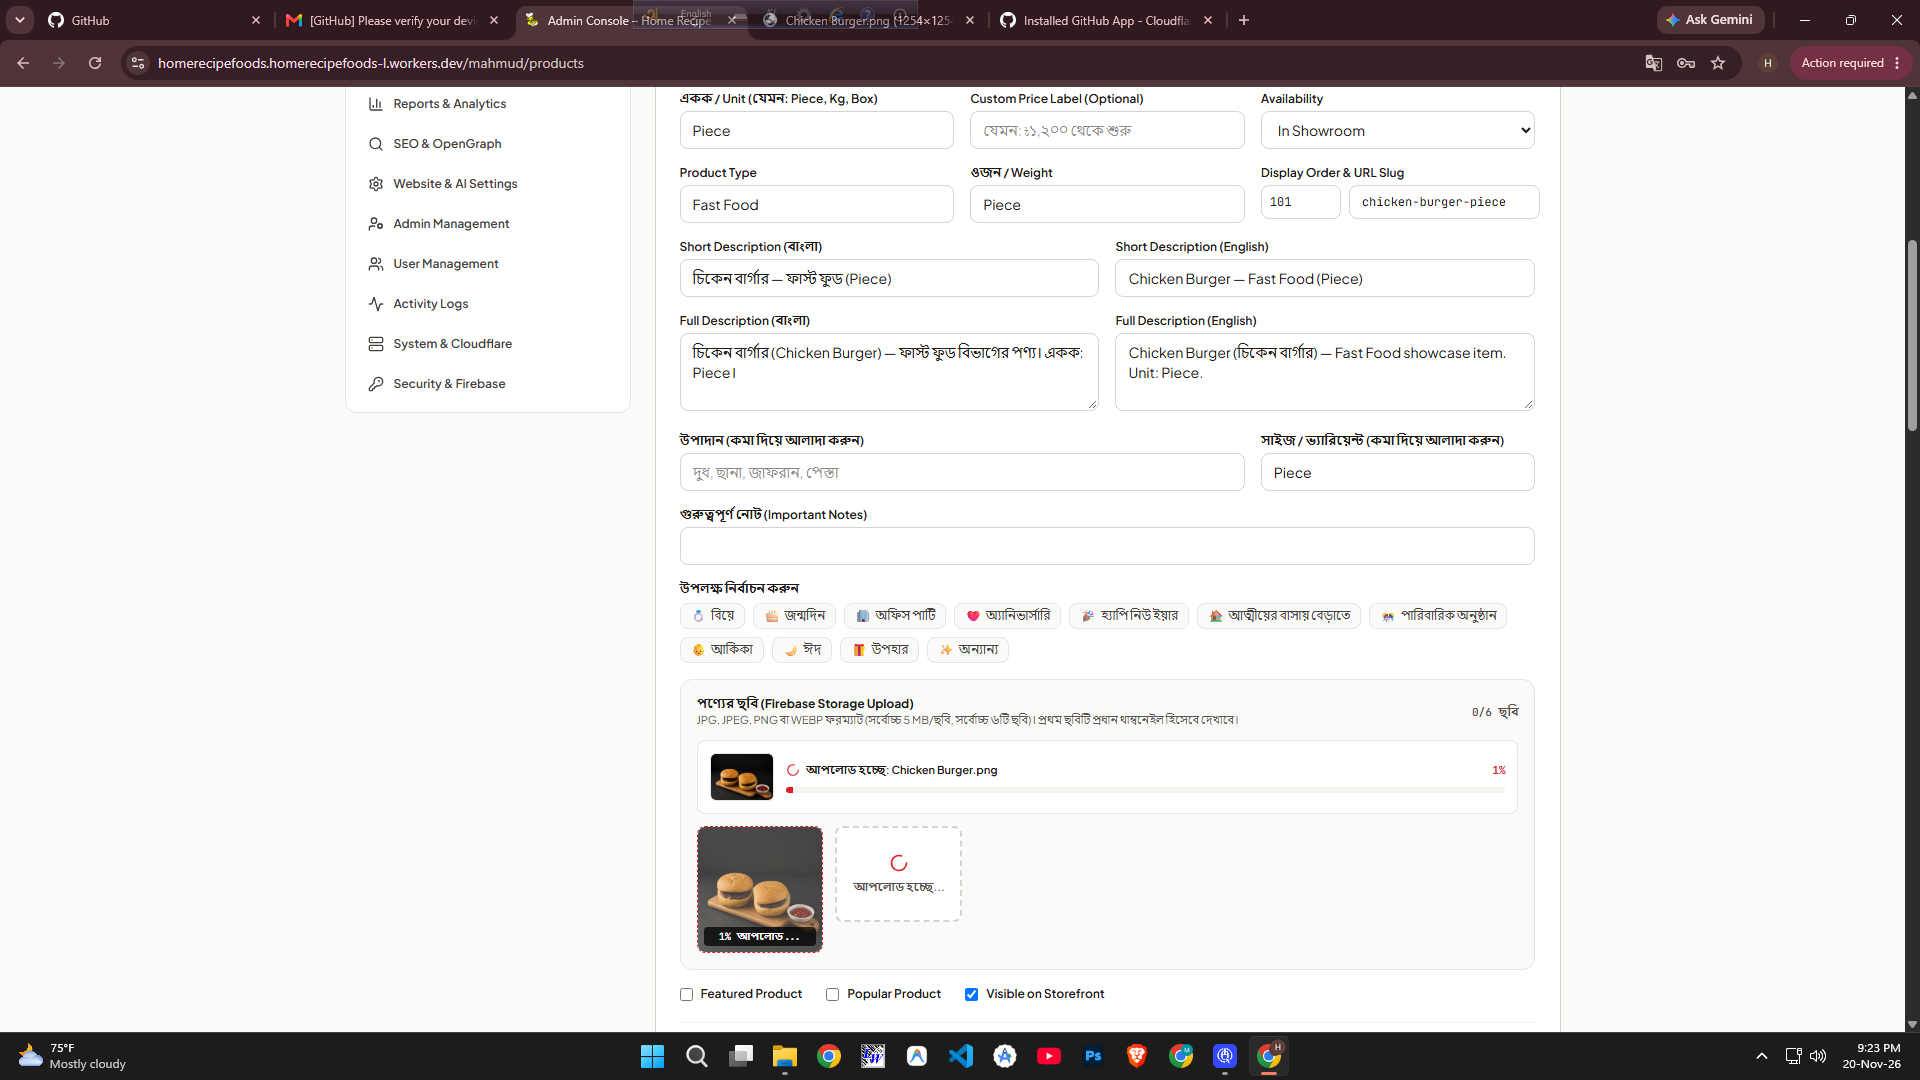 GitHub
[GitHub] Please verify your devi
Admin Console – Home Recipe
English
Chicken Burger.png (1254×125
Installed GitHub App - Cloudfla
Ask Gemini
homerecipefoods.homerecipefoods-l.workers.dev/mahmud/products
H
Action required
Reports & Analytics
SEO & OpenGraph
Website & AI Settings
Admin Management
User Management
Activity Logs
System & Cloudflare
Security & Firebase
একক / Unit (যেমন: Piece, Kg, Box)
Custom Price Label (Optional)
Availability
Piece
যেমন: ৳১,২০০ থেকে শুরু
In Showroom
Product Type
ওজন / Weight
Display Order & URL Slug
Fast Food
Piece
101
chicken-burger-piece
Short Description (বাংলা)
Short Description (English)
চিকেন বার্গার — ফাস্ট ফুড (Piece)
Chicken Burger — Fast Food (Piece)
Full Description (বাংলা)
Full Description (English)
চিকেন বার্গার (Chicken Burger) — ফাস্ট ফুড বিভাগের পণ্য। একক:
Piece।
Chicken Burger (চিকেন বার্গার) — Fast Food showcase item.
Unit: Piece.
উপাদান (কমা দিয়ে আলাদা করুন)
সাইজ / ভ্যারিয়েন্ট (কমা দিয়ে আলাদা করুন)
দুধ, ছানা, জাফরান, পেস্তা
Piece
গুরুত্বপূর্ণ নোট (Important Notes)
উপলক্ষ নির্বাচন করুন
বিয়ে
জন্মদিন
অফিস পার্টি
অ্যানিভার্সারি
হ্যাপি নিউ ইয়ার
আত্মীয়ের বাসায় বেড়াতে
পারিবারিক অনুষ্ঠান
আকিকা
ঈদ
উপহার
অন্যান্য
পণ্যের ছবি (Firebase Storage Upload)
JPG, JPEG, PNG বা WEBP ফরম্যাট (সর্বোচ্চ 5 MB/ছবি, সর্বোচ্চ ৬টি ছবি)। প্রথম ছবিটি প্রধান থাম্বনেইল হিসেবে দেখাবে।
0/6 ছবি
আপলোড হচ্ছে: Chicken Burger.png
1%
1% আপলোড ...
আপলোড হচ্ছে...
Featured Product
Popular Product
Visible on Storefront
75°F
Mostly cloudy
9:23 PM
20-Nov-26